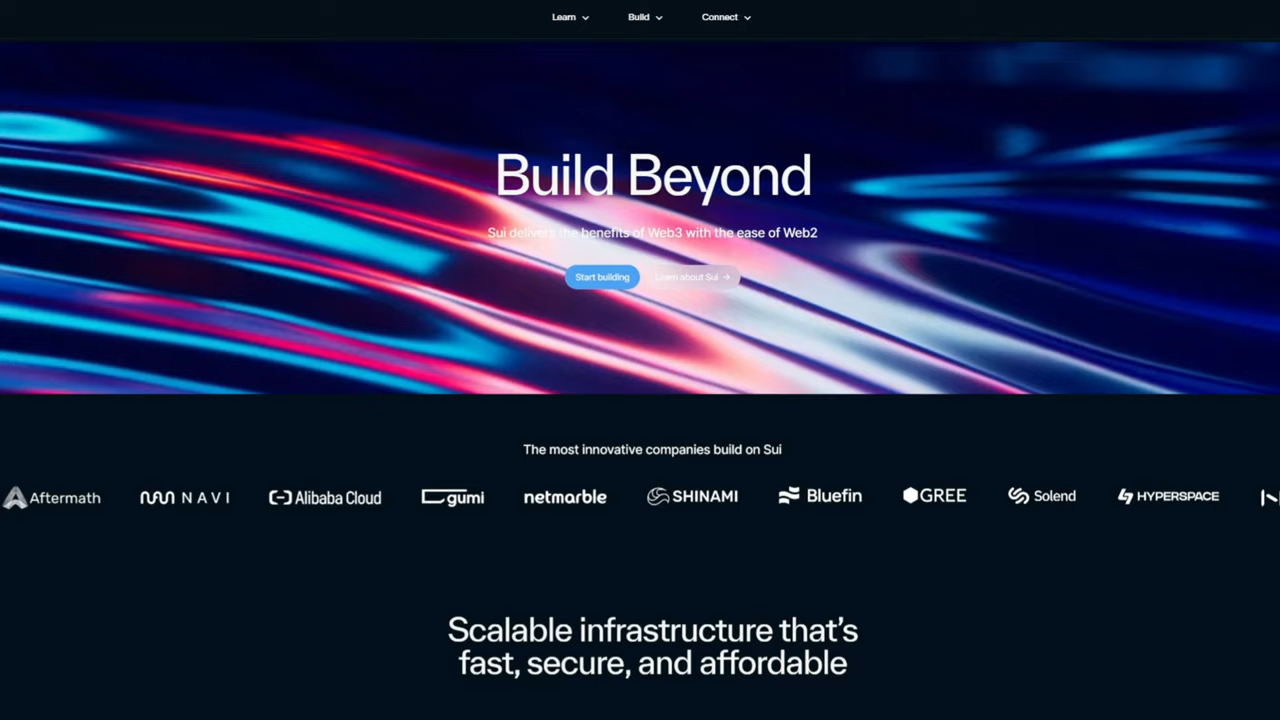 Learn Build Connect
Build Beyond
Sui delivers the benefits of Web3 with the ease of Web2
Start building Learn about Sui →
The most innovative companies build on Sui
Aftermath NAVI Alibaba Cloud gumi netmarble SHINAMI Bluefin GREE Solend HYPERSPACE
Scalable infrastructure that's
fast, secure, and affordable